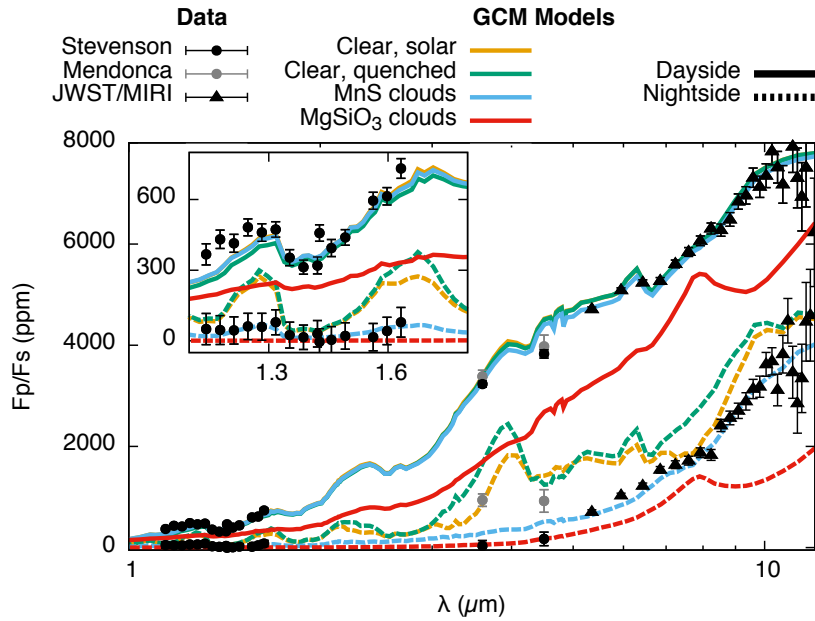 Data
GCM Models
Stevenson
Mendonca
JWST/MIRI
Clear, solar
Clear, quenched
MnS clouds
MgSiO₃ clouds
Dayside
Nightside
8000
6000
4000
2000
0
Fp/Fs (ppm)
600
300
0
1.3
1.6
1
10
λ (μm)